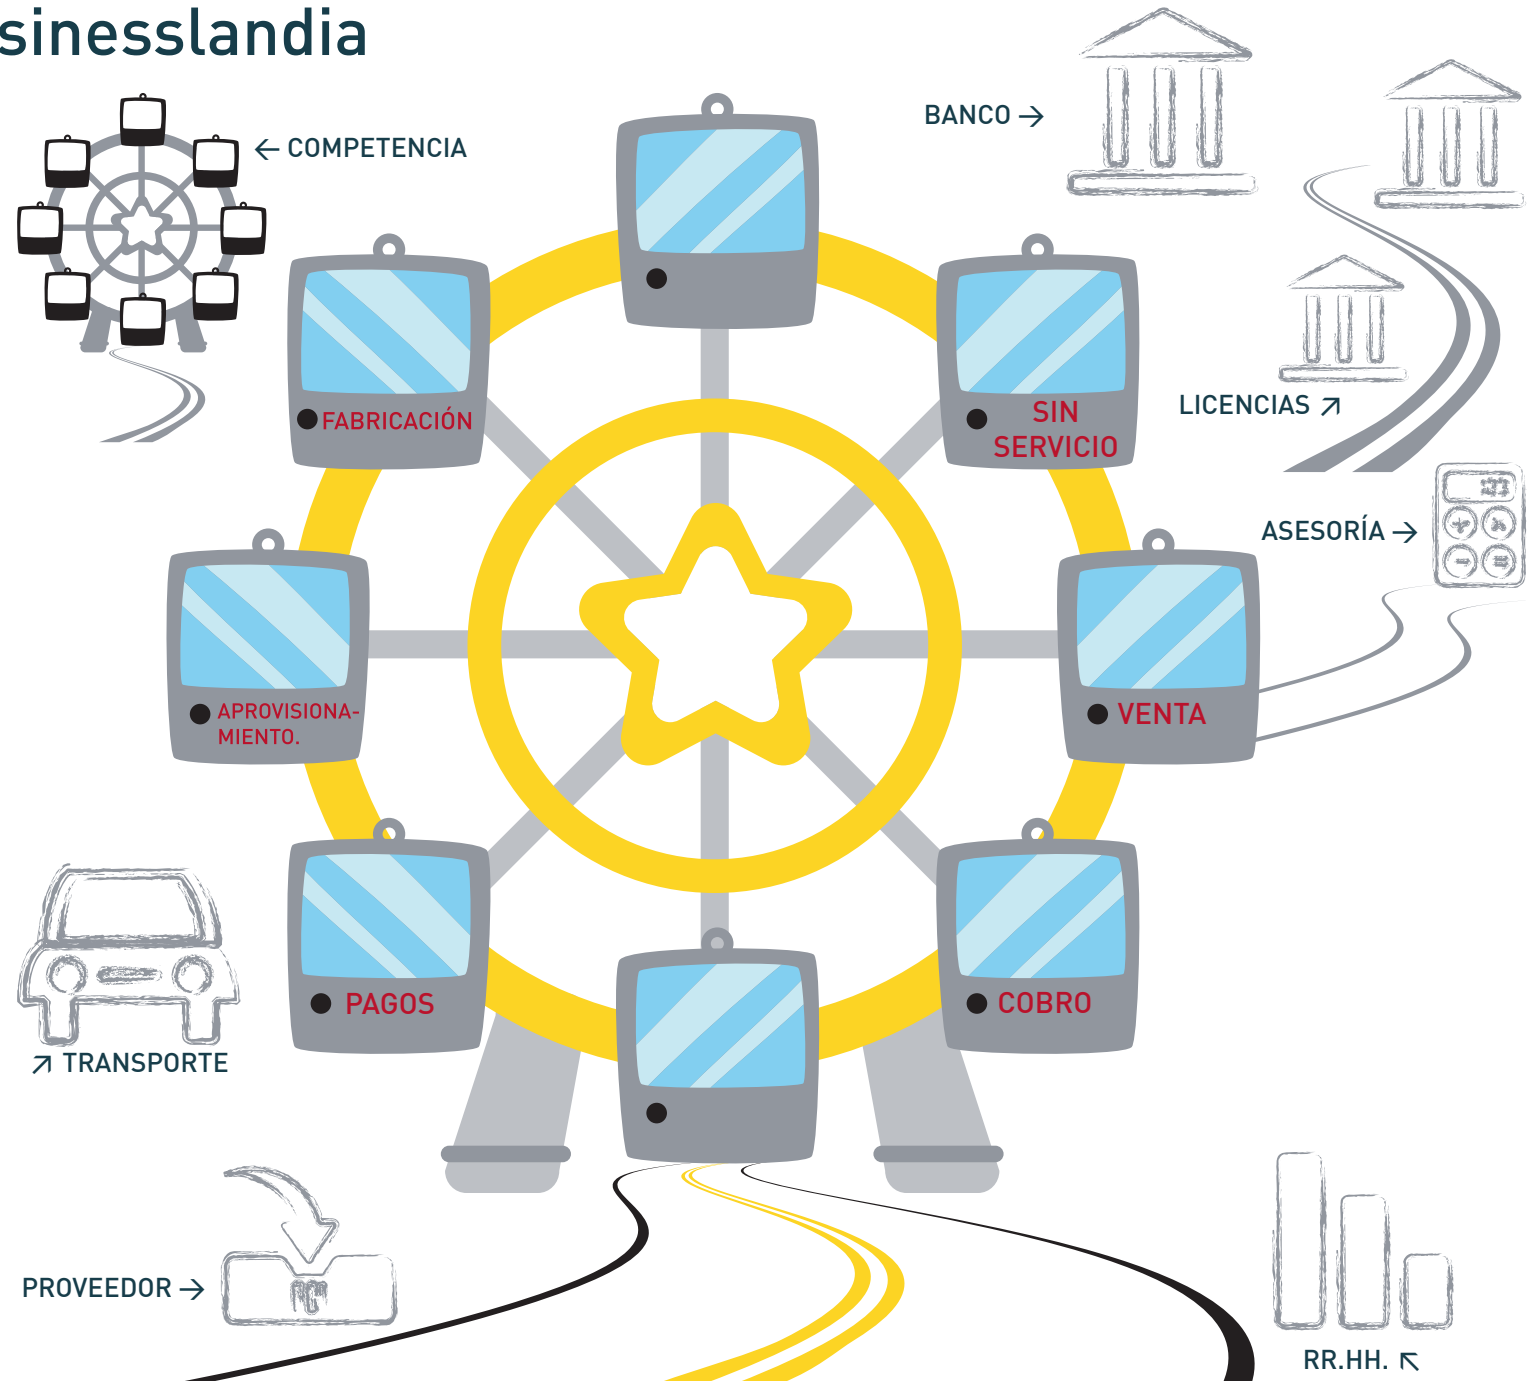 sinesslandia
← COMPETENCIA
BANCO →
FABRICACIÓN
SIN
SERVICIO
LICENCIAS ↗
ASESORÍA →
APROVISIONA-
MIENTO.
VENTA
PAGOS
COBRO
↗ TRANSPORTE
PROVEEDOR →
RR.HH. ↖